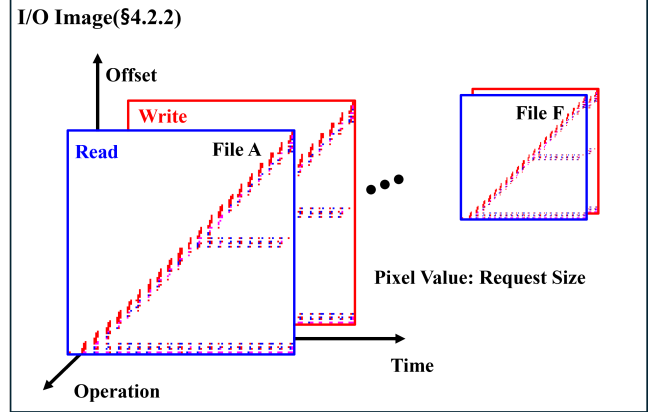 I/O Image(§4.2.2)
Offset
Write
Read
File A
File F
Pixel Value: Request Size
Time
Operation